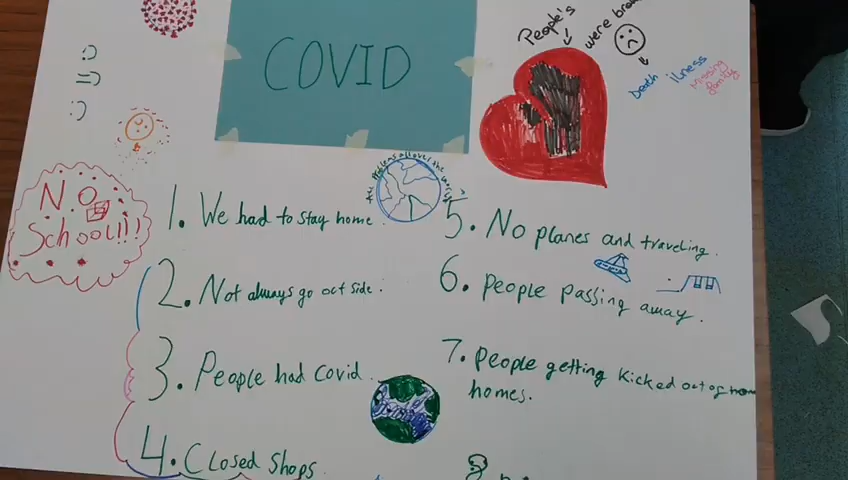 COVID
People's
were
Death
illness
Missing
family
No
School!!!
1. We had to stay home.
2. Not always go out side.
3. People had Covid.
4. Closed Shops.
5. No planes and traveling.
6. People passing away.
7. People getting kicked out of
homes.
8